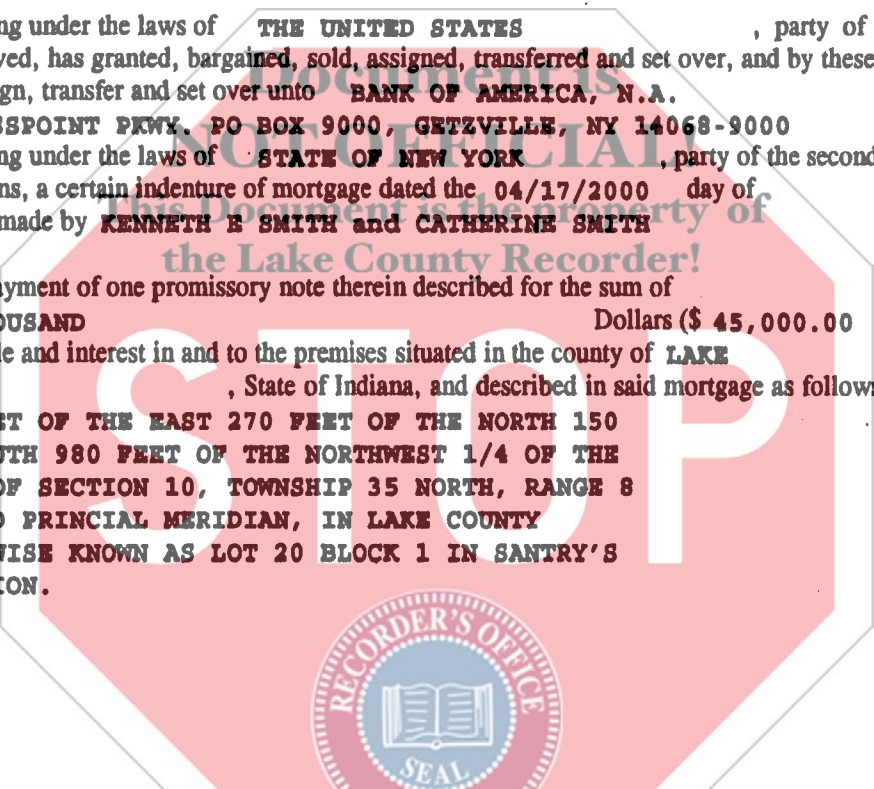 ng under the laws of THE UNITED STATES , party of
ved, has granted, bargained, sold, assigned, transferred and set over, and by these
gn, transfer and set over unto BANK OF AMERICA, N.A.
SSPOINT PKWY. PO BOX 9000, GETZVILLE, NY 14068-9000
ng under the laws of STATE OF NEW YORK , party of the second
ns, a certain indenture of mortgage dated the 04/17/2000 day of
made by KENNETH E SMITH and CATHERINE SMITH
ayment of one promissory note therein described for the sum of
OUSAND Dollars ($ 45,000.00
le and interest in and to the premises situated in the county of LAKE
, State of Indiana, and described in said mortgage as follow
ET OF THE EAST 270 FEET OF THE NORTH 150
UTH 980 FEET OF THE NORTHWEST 1/4 OF THE
OF SECTION 10, TOWNSHIP 35 NORTH, RANGE 8
D PRINCIAL MERIDIAN, IN LAKE COUNTY
WISE KNOWN AS LOT 20 BLOCK 1 IN SANTRY'S
ION.
Document is
NOT OFFICIAL
This Document is the property of
the Lake County Recorder!
STOP
RECORDER'S OFFICE
SEAL